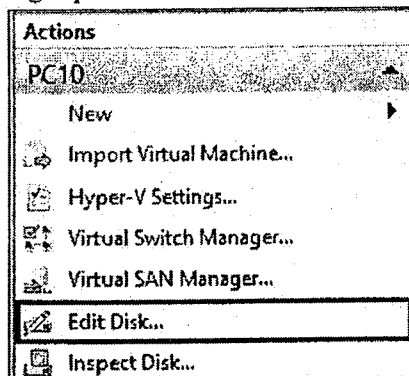 Actions
PC10
New
Import Virtual Machine...
Hyper-V Settings...
Virtual Switch Manager...
Virtual SAN Manager...
Edit Disk...
Inspect Disk...